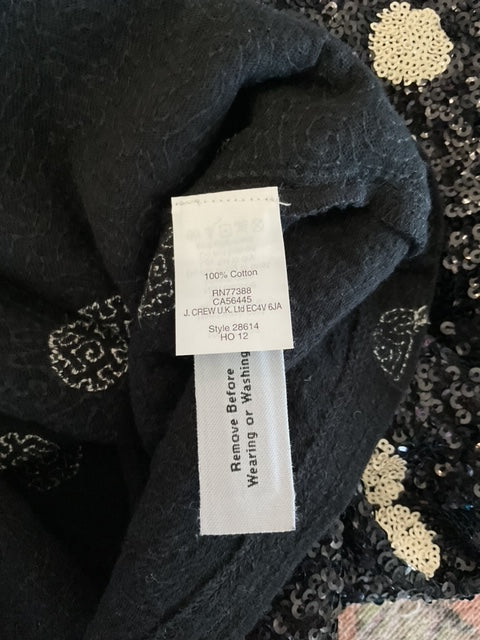 100% Cotton
RN77388
CA56445
J. CREW U.K. Ltd EC4V 6JA
Style 28614
HO 12
Remove Before
Wearing or Washing